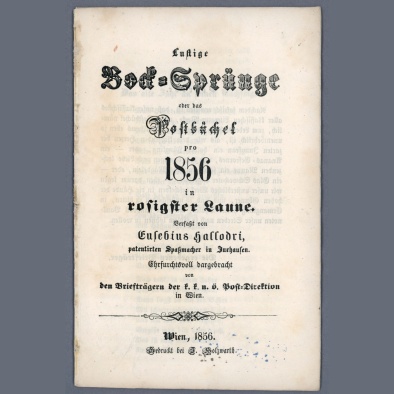 Lustige
Bock-Sprünge
oder das
Postbüchel
pro
1856
in
rosigster Laune.
Verfaßt von
Eusebius Hallodri,
patentirten Spaßmacher in Juxhausen.
Ehrfurchtsvoll dargebracht
von
den Briefträgern der k. k. n. ö. Post-Direktion
in Wien.
Wien, 1856.
Gedruckt bei J. Holzwarth.